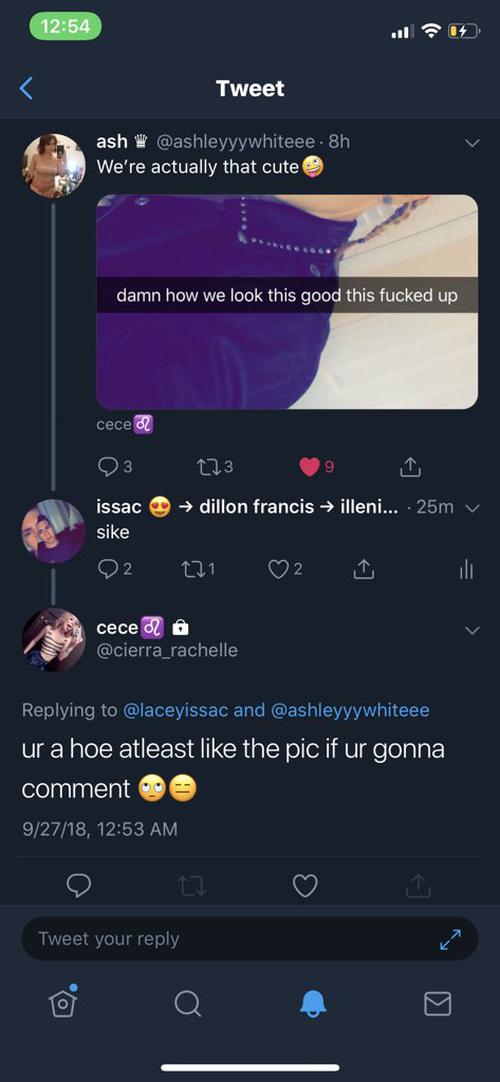 12:54
Tweet
ash ♛ @ashleyyywhiteee · 8h
We're actually that cute🤪
damn how we look this good this fucked up
cece♌
3 3 9
issac 😍 → dillon francis → illeni... · 25m
sike
2 1 2
cece♌ 🔒
@cierra_rachelle
Replying to @laceyissac and @ashleyyywhiteee
ur a hoe atleast like the pic if ur gonna
comment 🙄😑
9/27/18, 12:53 AM
Tweet your reply